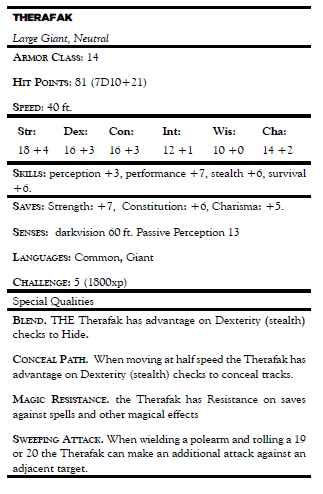 THERAFAK
Large Giant, Neutral
ARMOR CLASS: 14
HIT POINTS: 81 (7D10+21)
SPEED: 40 ft.
Str: Dex: Con: Int: Wis: Cha:
18 +4 16 +3 16 +3 12 +1 10 +0 14 +2
SKILLS: perception +3, performance +7, stealth +6, survival
+6.
SAVES: Strength: +7, Constitution: +6, Charisma: +5.
SENSES: darkvision 60 ft. Passive Perception 13
LANGUAGES: Common, Giant
CHALLENGE: 5 (1800xp)
Special Qualities
BLEND. THE Therafak has advantage on Dexterity (stealth)
checks to Hide.
CONCEAL PATH. When moving at half speed the Therafak has
advantage on Dexterity (stealth) checks to conceal tracks.
MAGIC RESISTANCE. the Therafak has Resistance on saves
against spells and other magical effects
SWEEPING ATTACK. When wielding a polearm and rolling a 19
or 20 the Therafak can make an additional attack against an
adjacent target.